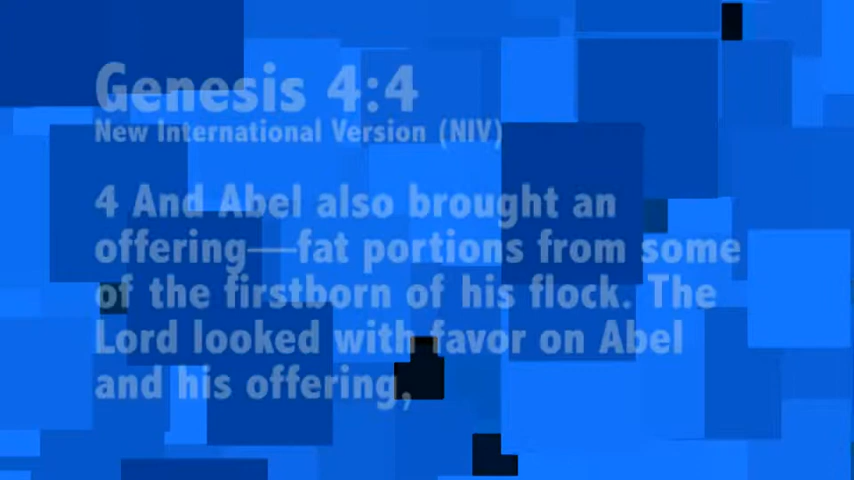 Genesis 4:4
New International Version (NIV)
4 And Abel also brought an
offering—fat portions from some
of the firstborn of his flock. The
Lord looked with favor on Abel
and his offering,